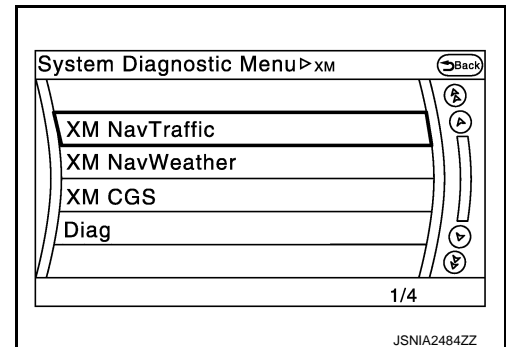 System Diagnostic Menu▷XM
Back
XM NavTraffic
XM NavWeather
XM CGS
Diag
1/4
JSNIA2484ZZ